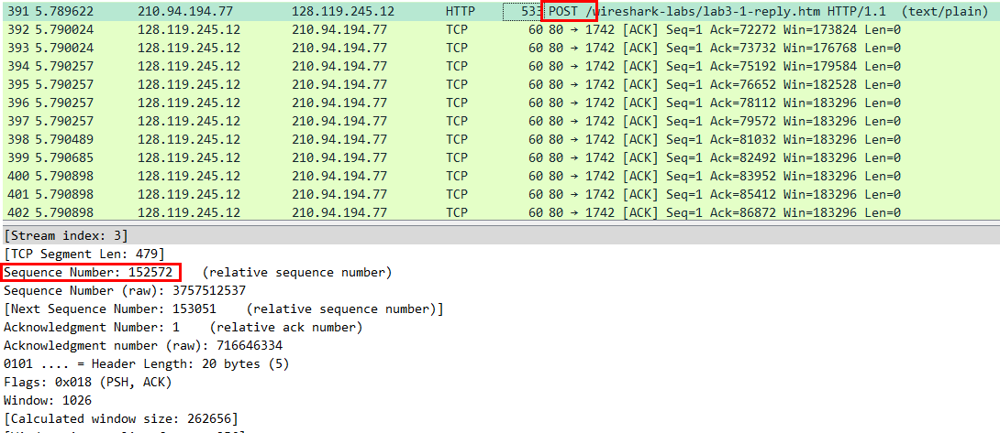 391 5.789622 210.94.194.77 128.119.245.12 HTTP 533 POST /wireshark-labs/lab3-1-reply.htm HTTP/1.1 (text/plain)
392 5.790024 128.119.245.12 210.94.194.77 TCP 60 80 → 1742 [ACK] Seq=1 Ack=72272 Win=173824 Len=0
393 5.790024 128.119.245.12 210.94.194.77 TCP 60 80 → 1742 [ACK] Seq=1 Ack=73732 Win=176768 Len=0
394 5.790257 128.119.245.12 210.94.194.77 TCP 60 80 → 1742 [ACK] Seq=1 Ack=75192 Win=179584 Len=0
395 5.790257 128.119.245.12 210.94.194.77 TCP 60 80 → 1742 [ACK] Seq=1 Ack=76652 Win=182528 Len=0
396 5.790257 128.119.245.12 210.94.194.77 TCP 60 80 → 1742 [ACK] Seq=1 Ack=78112 Win=183296 Len=0
397 5.790257 128.119.245.12 210.94.194.77 TCP 60 80 → 1742 [ACK] Seq=1 Ack=79572 Win=183296 Len=0
398 5.790489 128.119.245.12 210.94.194.77 TCP 60 80 → 1742 [ACK] Seq=1 Ack=81032 Win=183296 Len=0
399 5.790685 128.119.245.12 210.94.194.77 TCP 60 80 → 1742 [ACK] Seq=1 Ack=82492 Win=183296 Len=0
400 5.790898 128.119.245.12 210.94.194.77 TCP 60 80 → 1742 [ACK] Seq=1 Ack=83952 Win=183296 Len=0
401 5.790898 128.119.245.12 210.94.194.77 TCP 60 80 → 1742 [ACK] Seq=1 Ack=85412 Win=183296 Len=0
402 5.790898 128.119.245.12 210.94.194.77 TCP 60 80 → 1742 [ACK] Seq=1 Ack=86872 Win=183296 Len=0
[Stream index: 3]
[TCP Segment Len: 479]
Sequence Number: 152572 (relative sequence number)
Sequence Number (raw): 3757512537
[Next Sequence Number: 153051 (relative sequence number)]
Acknowledgment Number: 1 (relative ack number)
Acknowledgment number (raw): 716646334
0101 .... = Header Length: 20 bytes (5)
Flags: 0x018 (PSH, ACK)
Window: 1026
[Calculated window size: 262656]